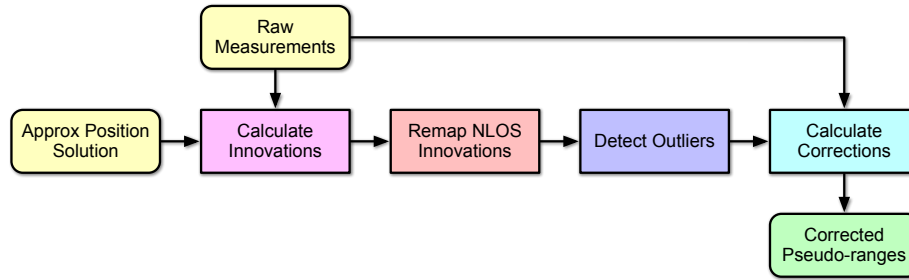 Raw
Measurements
Approx Position
Solution
Calculate
Innovations
Remap NLOS
Innovations
Detect Outliers
Calculate
Corrections
Corrected
Pseudo-ranges